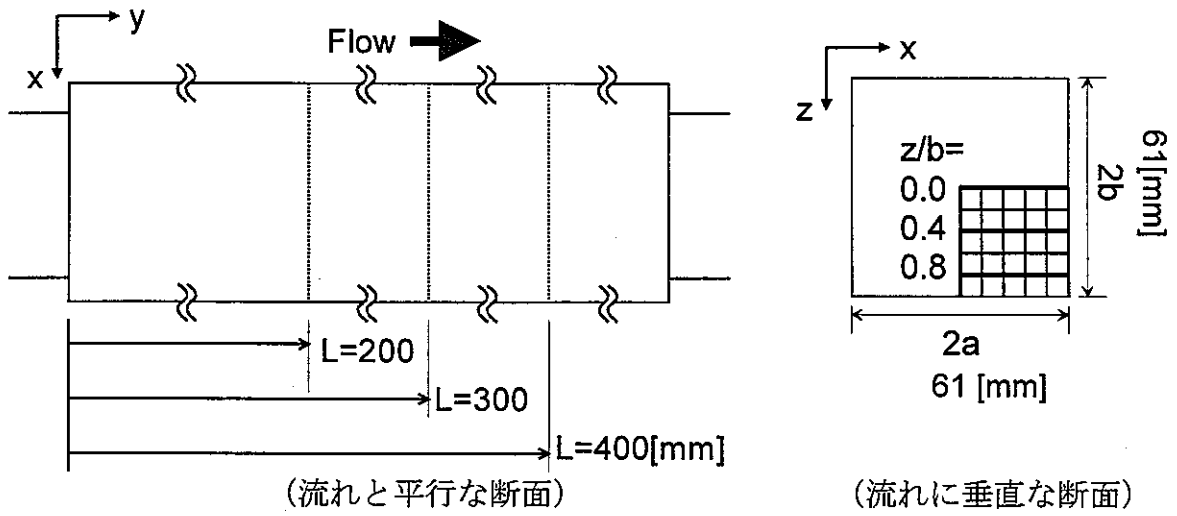 y
x
Flow
L=200
L=300
L=400[mm]
(流れと平行な断面)
x
z
z/b=
0.0
0.4
0.8
2b
61[mm]
2a
61 [mm]
(流れに垂直な断面)